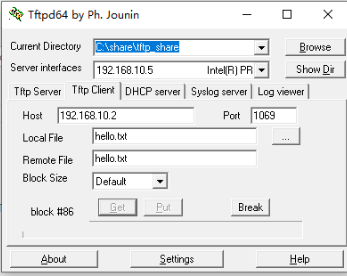 Tftpd64 by Ph. Jounin
Current Directory C:\share\tftp_share Browse
Server interfaces 192.168.10.5 Intel(R) PR Show Dir
Tftp Server Tftp Client DHCP server Syslog server Log viewer
Host 192.168.10.2 Port 1069
Local File hello.txt ...
Remote File hello.txt
Block Size Default
block #86 Get Put Break
About Settings Help